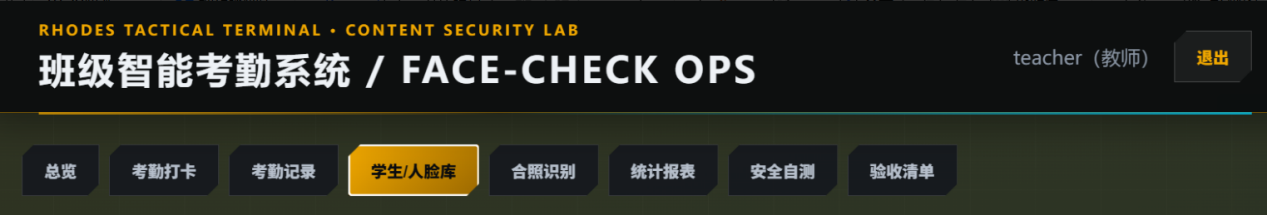 RHODES TACTICAL TERMINAL • CONTENT SECURITY LAB
班级智能考勤系统 / FACE-CHECK OPS
teacher（教师）
退出
总览
考勤打卡
考勤记录
学生/人脸库
合照识别
统计报表
安全自测
验收清单